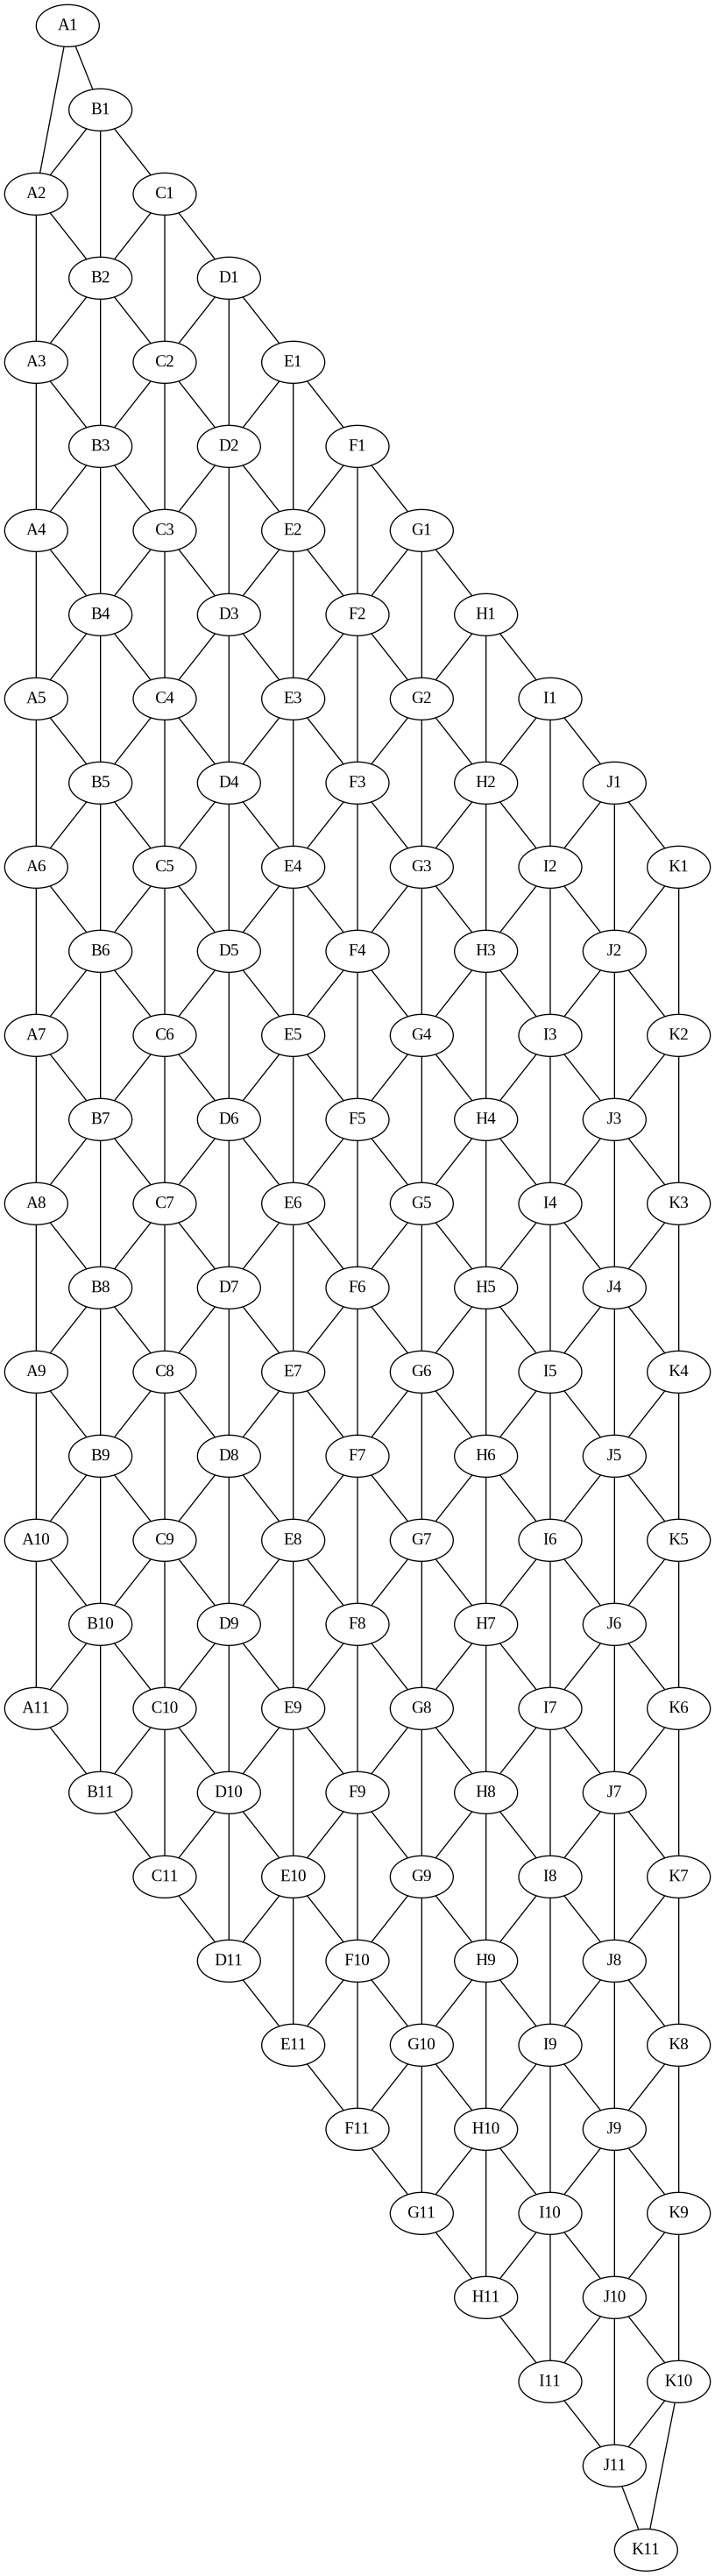 A1
B1
A2 C1
B2 D1
A3 C2 E1
B3 D2 F1
A4 C3 E2 G1
B4 D3 F2 H1
A5 C4 E3 G2 I1
B5 D4 F3 H2 J1
A6 C5 E4 G3 I2 K1
B6 D5 F4 H3 J2
A7 C6 E5 G4 I3 K2
B7 D6 F5 H4 J3
A8 C7 E6 G5 I4 K3
B8 D7 F6 H5 J4
A9 C8 E7 G6 I5 K4
B9 D8 F7 H6 J5
A10 C9 E8 G7 I6 K5
B10 D9 F8 H7 J6
A11 C10 E9 G8 I7 K6
B11 D10 F9 H8 J7
C11 E10 G9 I8 K7
D11 F10 H9 J8
E11 G10 I9 K8
F11 H10 J9
G11 I10 K9
H11 J10
I11 K10
J11
K11